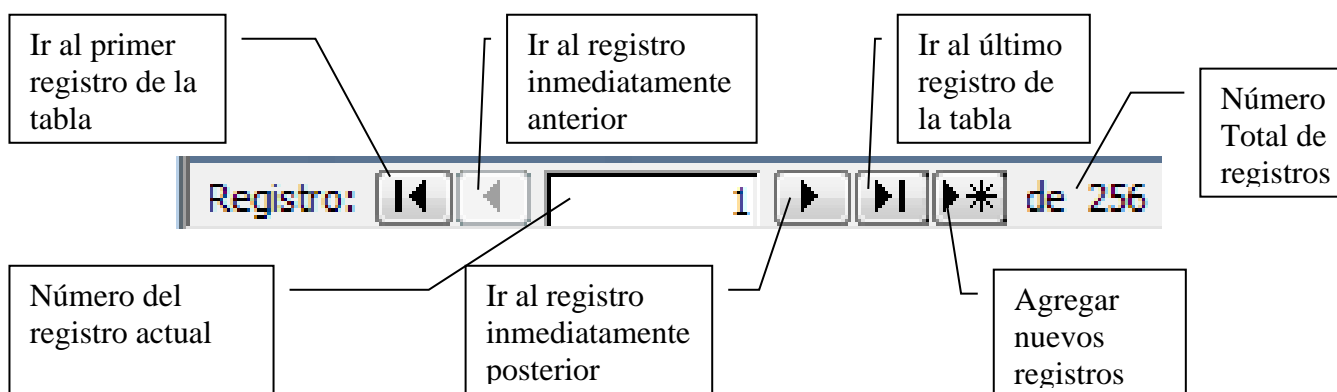 Ir al primer
registro de la
tabla
Ir al registro
inmediatamente
anterior
Ir al último
registro de
la tabla
Número
Total de
registros
Registro: 1 de 256
Número del
registro actual
Ir al registro
inmediatamente
posterior
Agregar
nuevos
registros